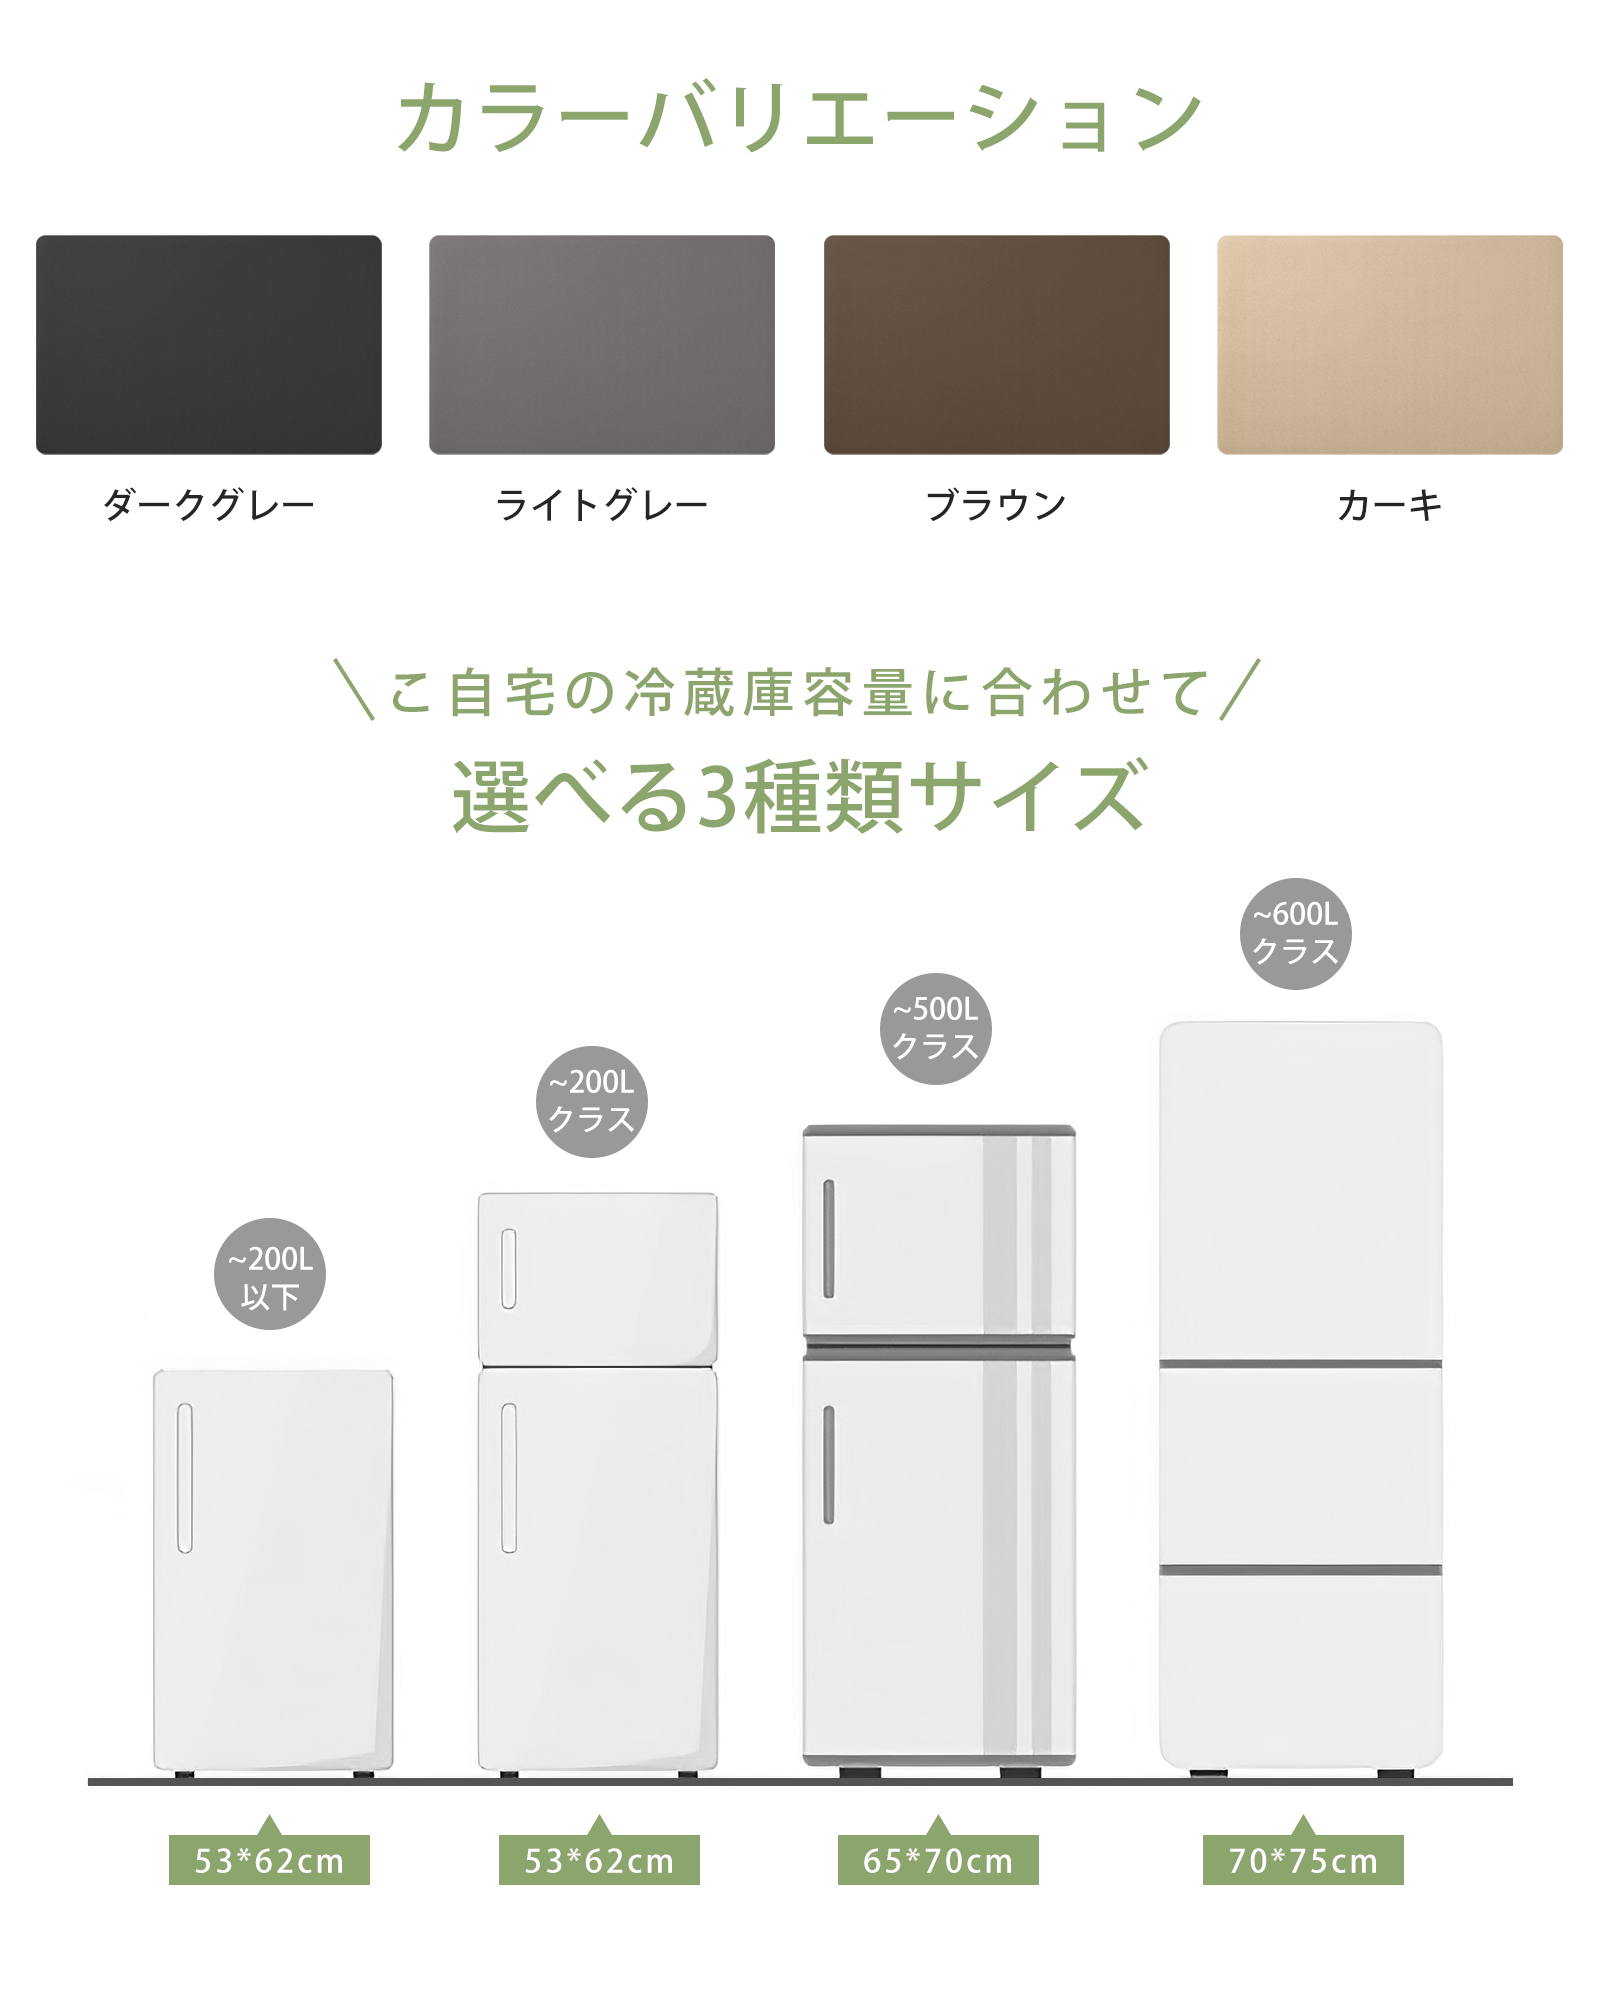 カラーバリエーション
ダークグレー
ライトグレー
ブラウン
カーキ
こ自宅の冷蔵庫容量に合わせて
選べる3種類サイズ
~600L
クラス
~500L
クラス
~200L
クラス
~200L
以下
53*62cm
53*62cm
65*70cm
70*75cm